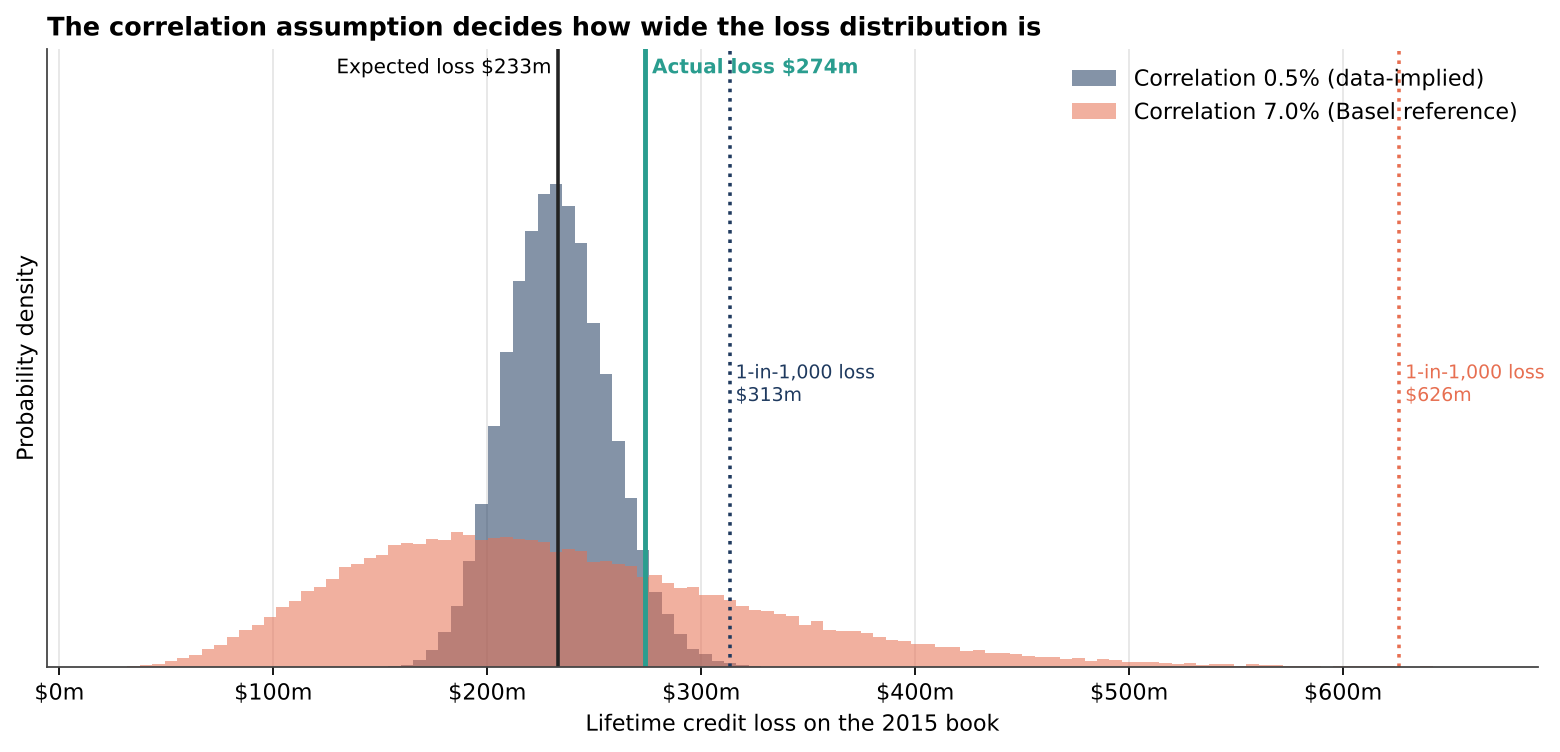 The correlation assumption decides how wide the loss distribution is
Expected loss $233m
Actual loss $274m
Correlation 0.5% (data-implied)
Correlation 7.0% (Basel reference)
1-in-1,000 loss
$313m
1-in-1,000 loss
$626m
Probability density
$0m
$100m
$200m
$300m
$400m
$500m
$600m
Lifetime credit loss on the 2015 book